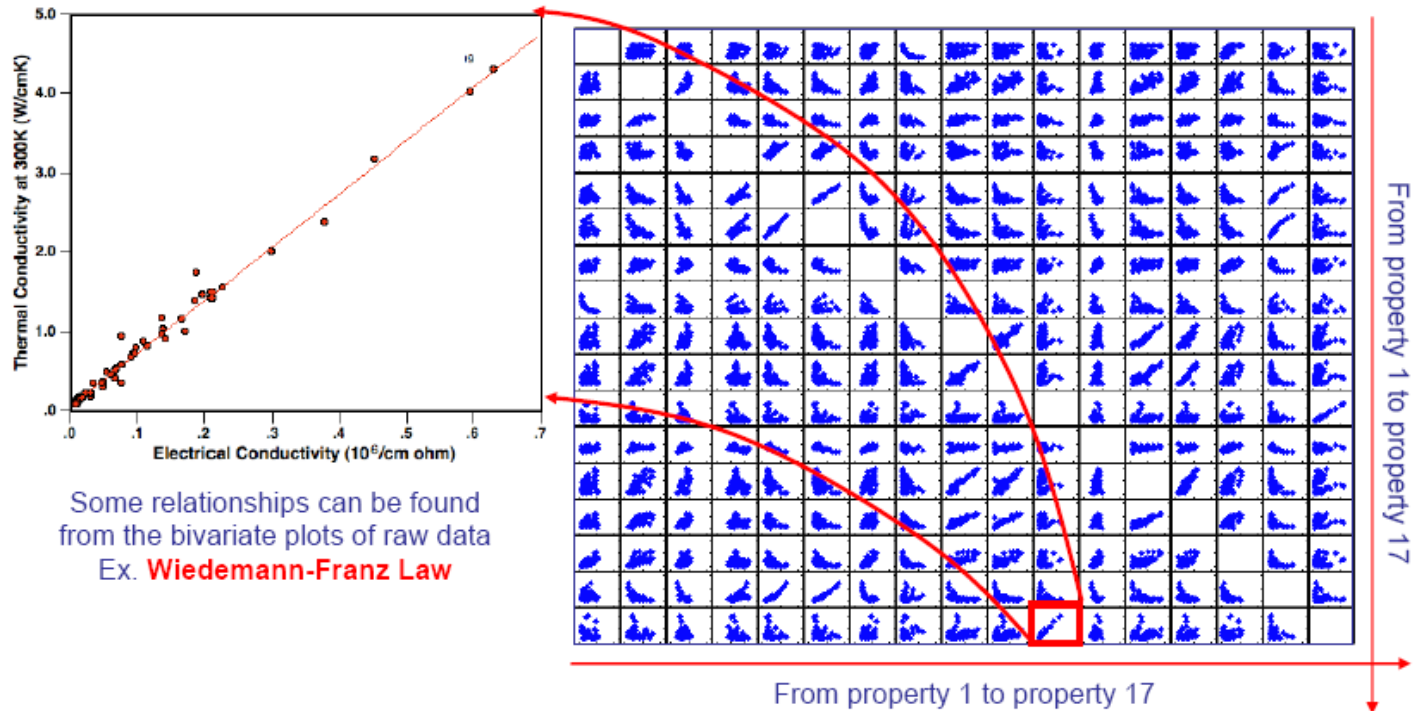 5.0
4.0
3.0
2.0
1.0
.0
Thermal Conductivity at 300K (W/cmK)
.0 .1 .2 .3 .4 .5 .6 .7
Electrical Conductivity (10⁶/cm ohm)
Some relationships can be found
from the bivariate plots of raw data
Ex. Wiedemann-Franz Law
From property 1 to property 17
From property 1 to property 17